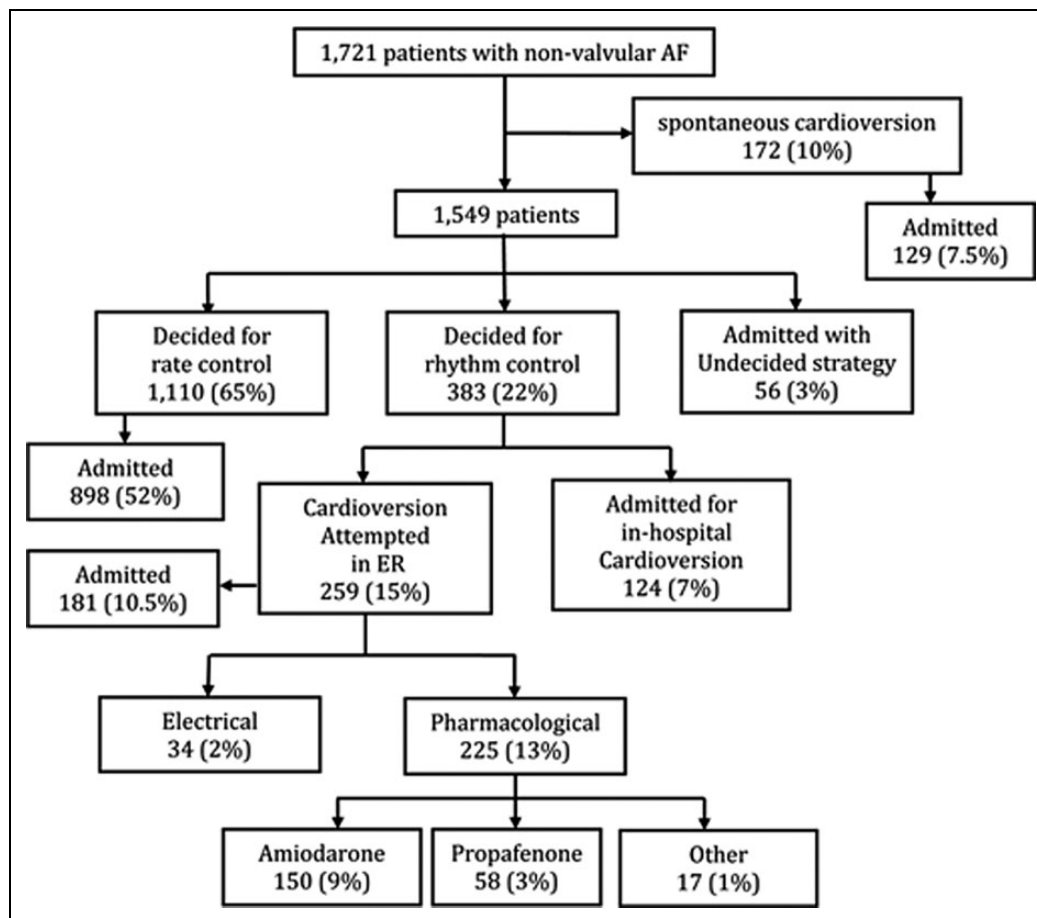 1,721 patients with non-valvular AF
spontaneous cardioversion
172 (10%)
1,549 patients
Admitted
129 (7.5%)
Decided for
rate control
1,110 (65%)
Decided for
rhythm control
383 (22%)
Admitted with
Undecided strategy
56 (3%)
Admitted
898 (52%)
Cardioversion
Attempted
in ER
259 (15%)
Admitted for
in-hospital
Cardioversion
124 (7%)
Admitted
181 (10.5%)
Electrical
34 (2%)
Pharmacological
225 (13%)
Amiodarone
150 (9%)
Propafenone
58 (3%)
Other
17 (1%)